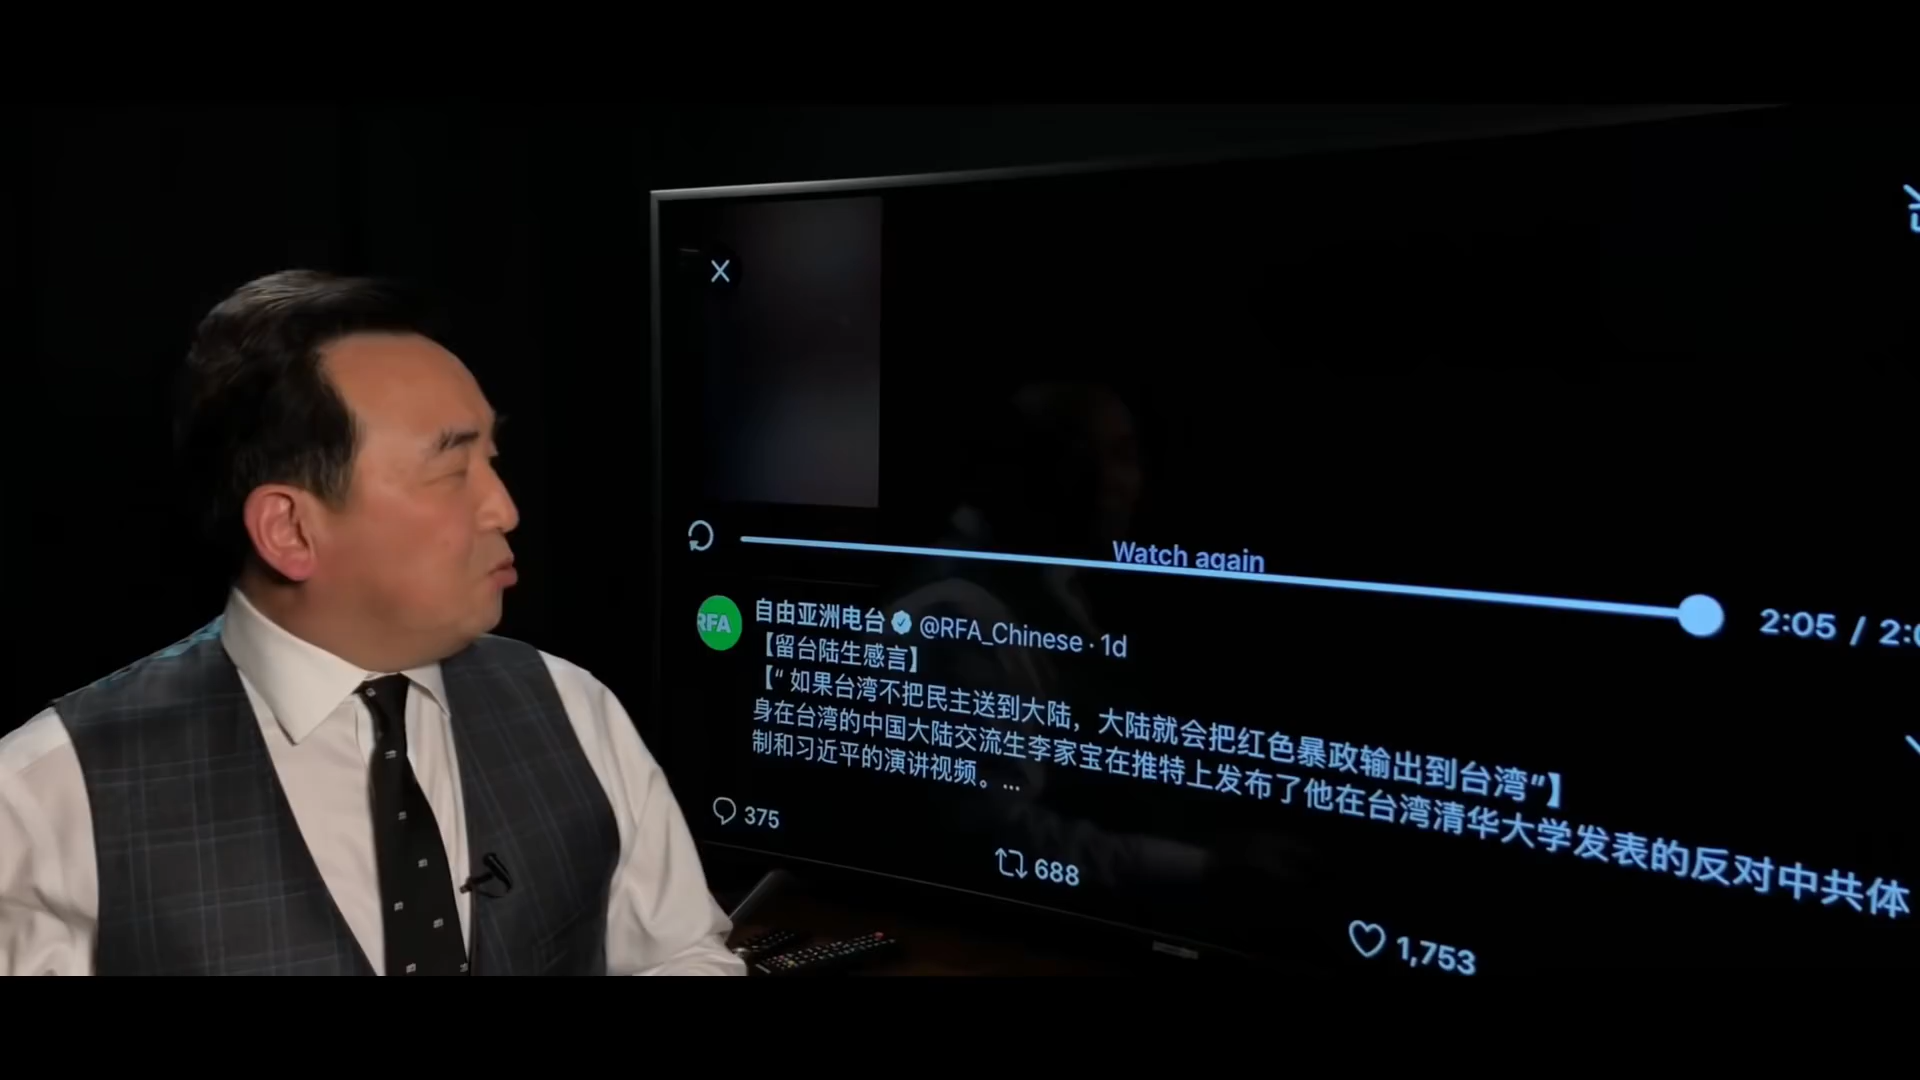 Watch again
2:05 / 2:0
RFA
自由亚洲电台 @RFA_Chinese · 1d
【留台陆生感言】
【“ 如果台湾不把民主送到大陆，大陆就会把红色暴政输出到台湾”】
身在台湾的中国大陆交流生李家宝在推特上发布了他在台湾清华大学发表的反对中共体
制和习近平的演讲视频。...
375
688
1,753